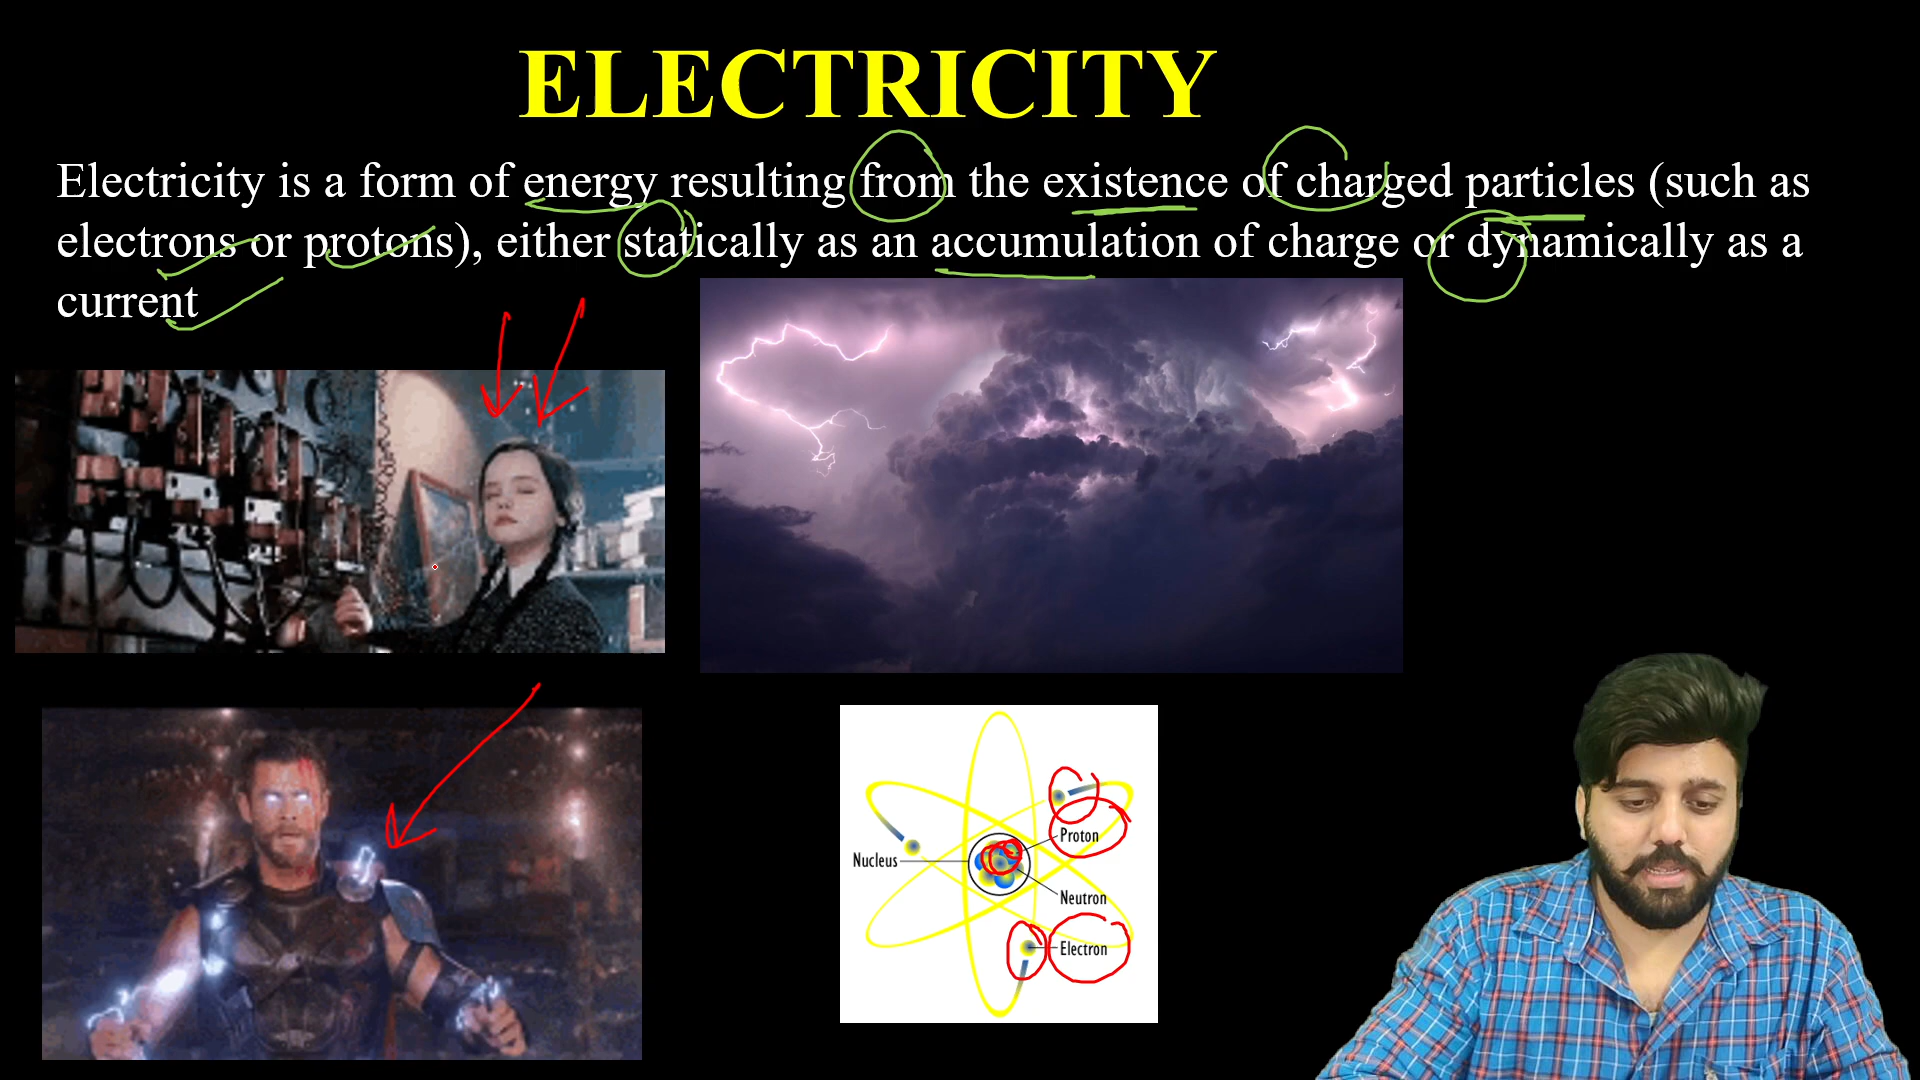 ELECTRICITY
Electricity is a form of energy resulting from the existence of charged particles (such as
electrons or protons), either statically as an accumulation of charge or dynamically as a
current
Proton
Nucleus
Neutron
Electron